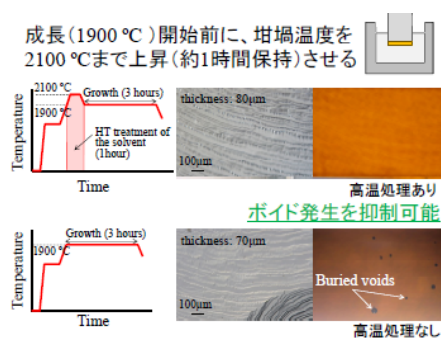 成長(1900 ℃)開始前に、坩堝温度を
2100 ℃まで上昇(約1時間保持)させる
2100 ℃
Growth (3 hours)
1900 ℃
HT treatment of
the solvent
(1hour)
Temperature
Time
thickness: 80μm
100μm
高温処理あり
ボイド発生を抑制可能
Growth (3 hours)
1900 ℃
Temperature
Time
thickness: 70μm
100μm
Buried voids
高温処理なし